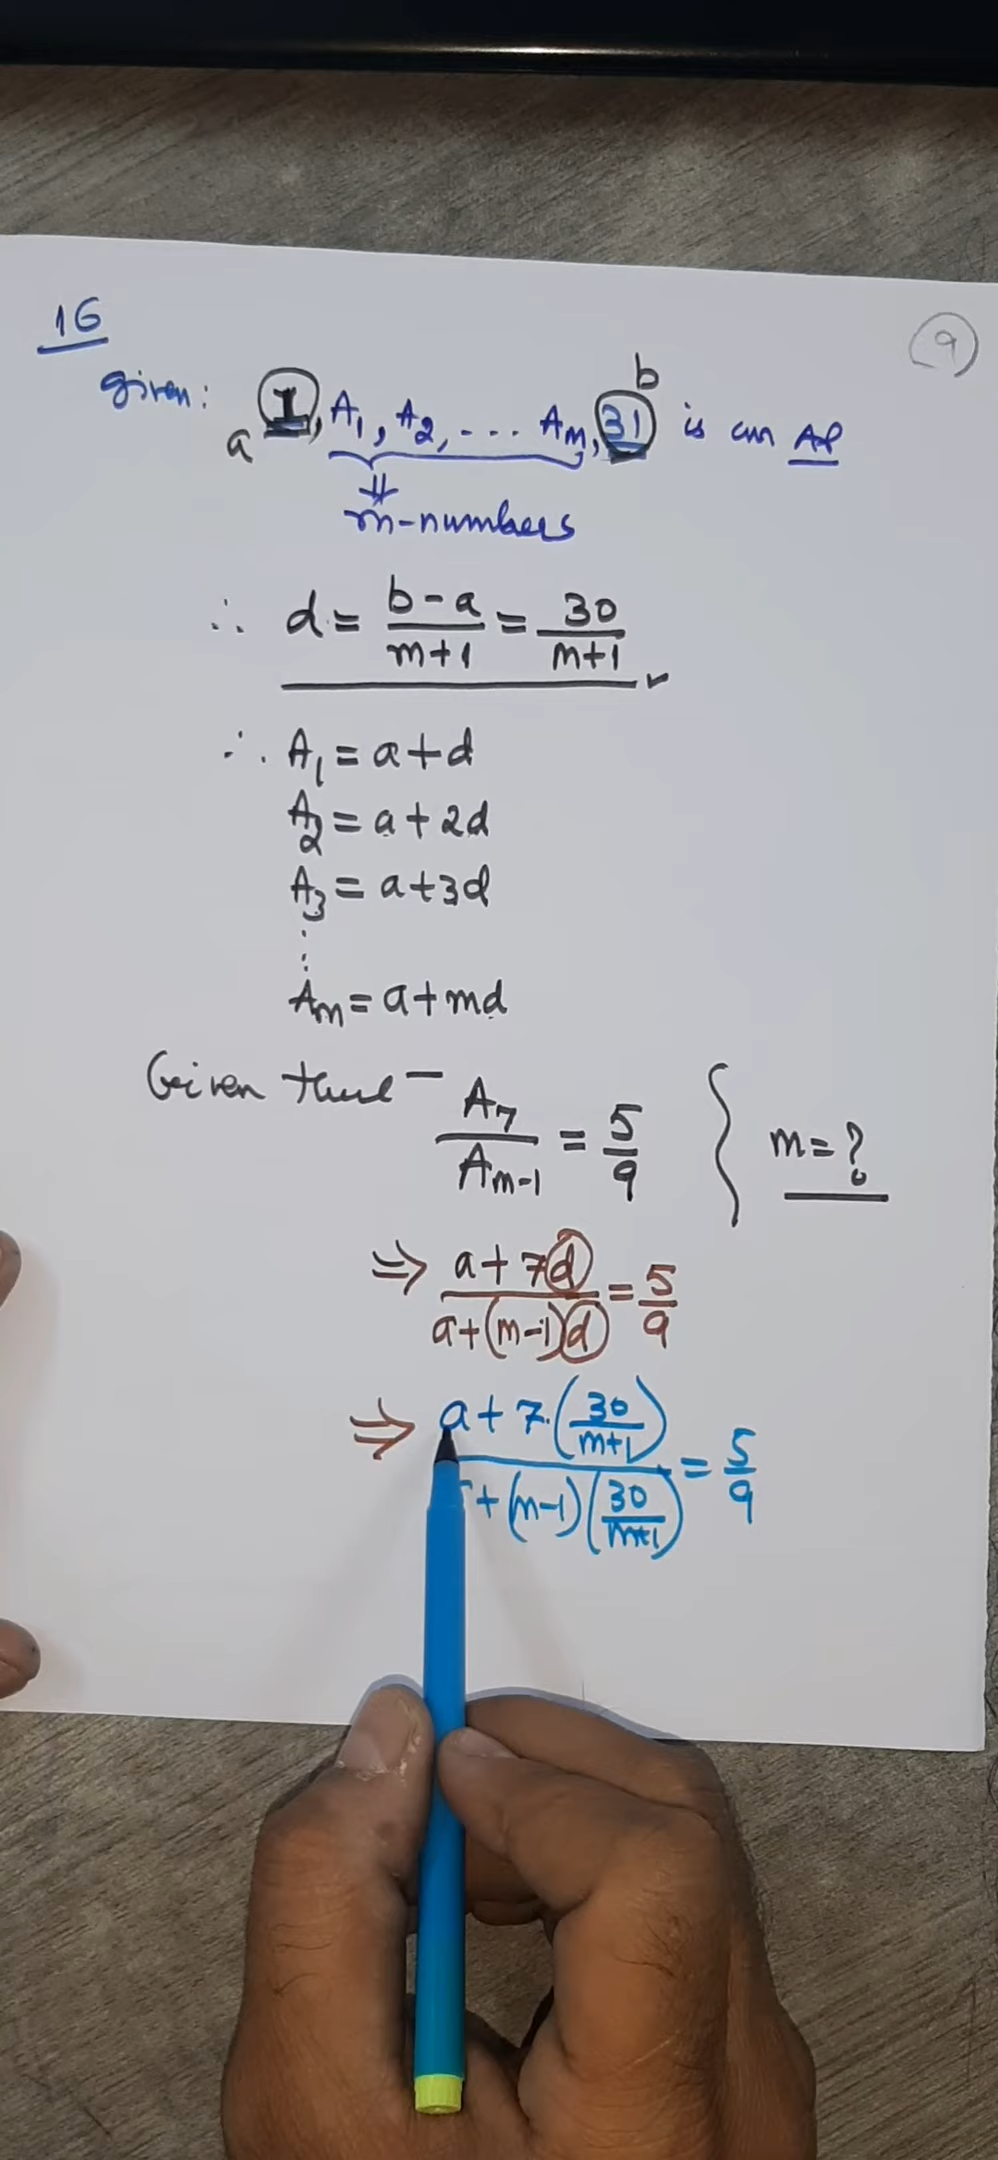 16
9
given: a 1, A₁, A₂, ... Aₘ, 31 b is an AP
m-numbers
∴ d = (b-a)/(m+1) = 30/(m+1)
∴ A₁ = a+d
A₂ = a+2d
A₃ = a+3d
⋮
Aₘ = a+md
Given that - A₇/Aₘ₋₁ = 5/9 { m=?
⇒ (a+7d)/(a+(m-1)d) = 5/9
⇒ (a+7.(30/(m+1)))/( +(m-1)(30/(m+1))) = 5/9